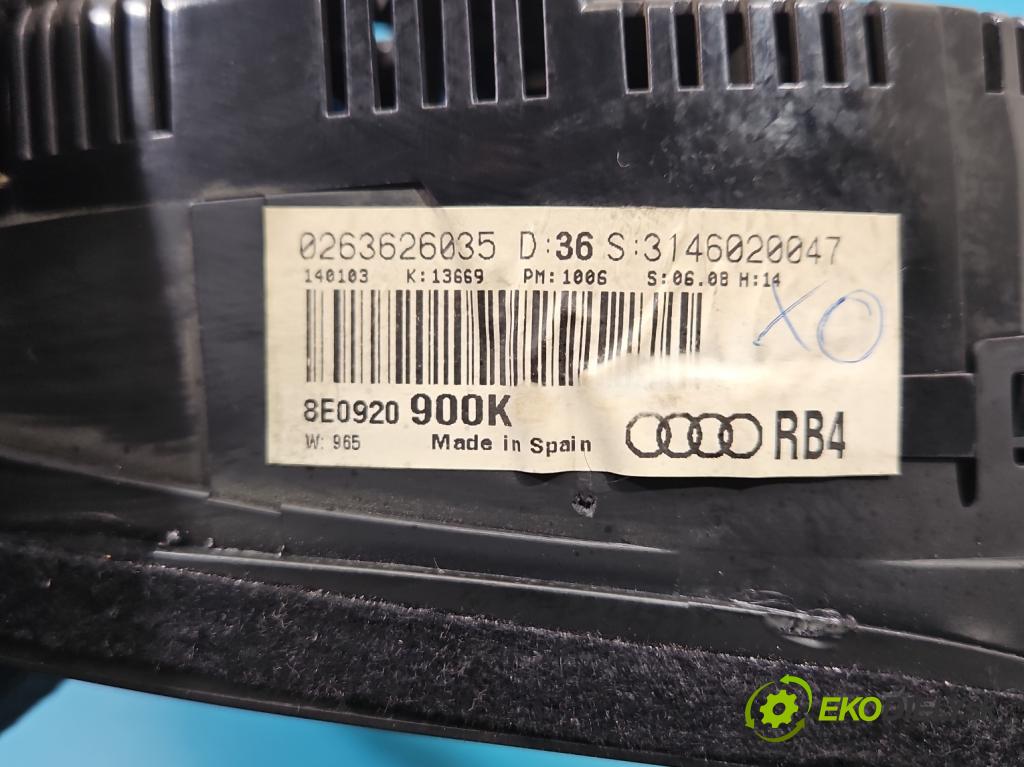 0263626035 D:36 S:3146020047
140103 K:13669 PM:1006 S:06.08 H:14
XO
8E0920 900K
W: 965 Made in Spain RB4
EKO